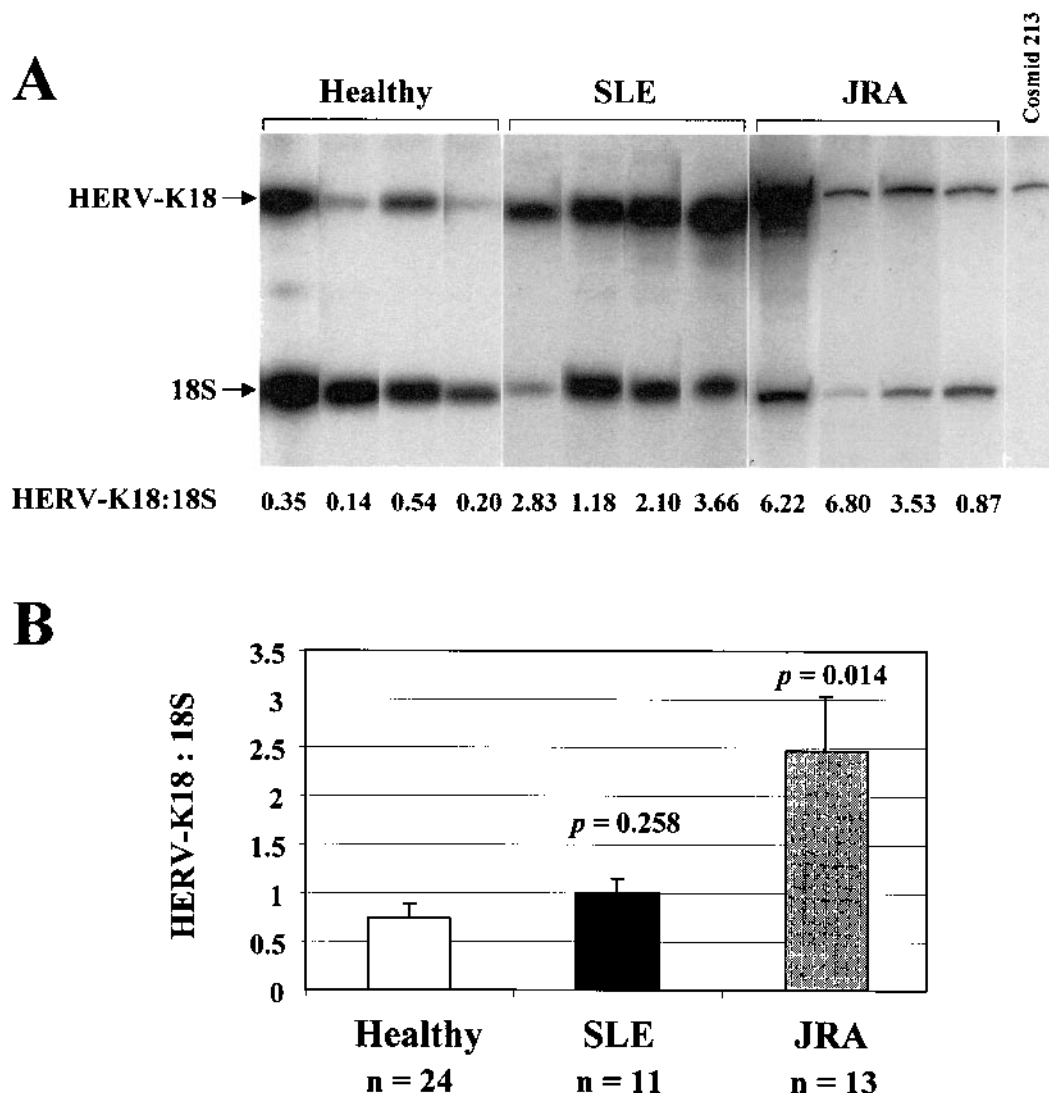 A
Healthy
SLE
JRA
Cosmid 213
HERV-K18
18S
HERV-K18:18S 0.35 0.14 0.54 0.20 2.83 1.18 2.10 3.66 6.22 6.80 3.53 0.87
B
HERV-K18 : 18S
3.5
3
2.5
2
1.5
1
0.5
0
p = 0.258
p = 0.014
Healthy SLE JRA
n = 24 n = 11 n = 13